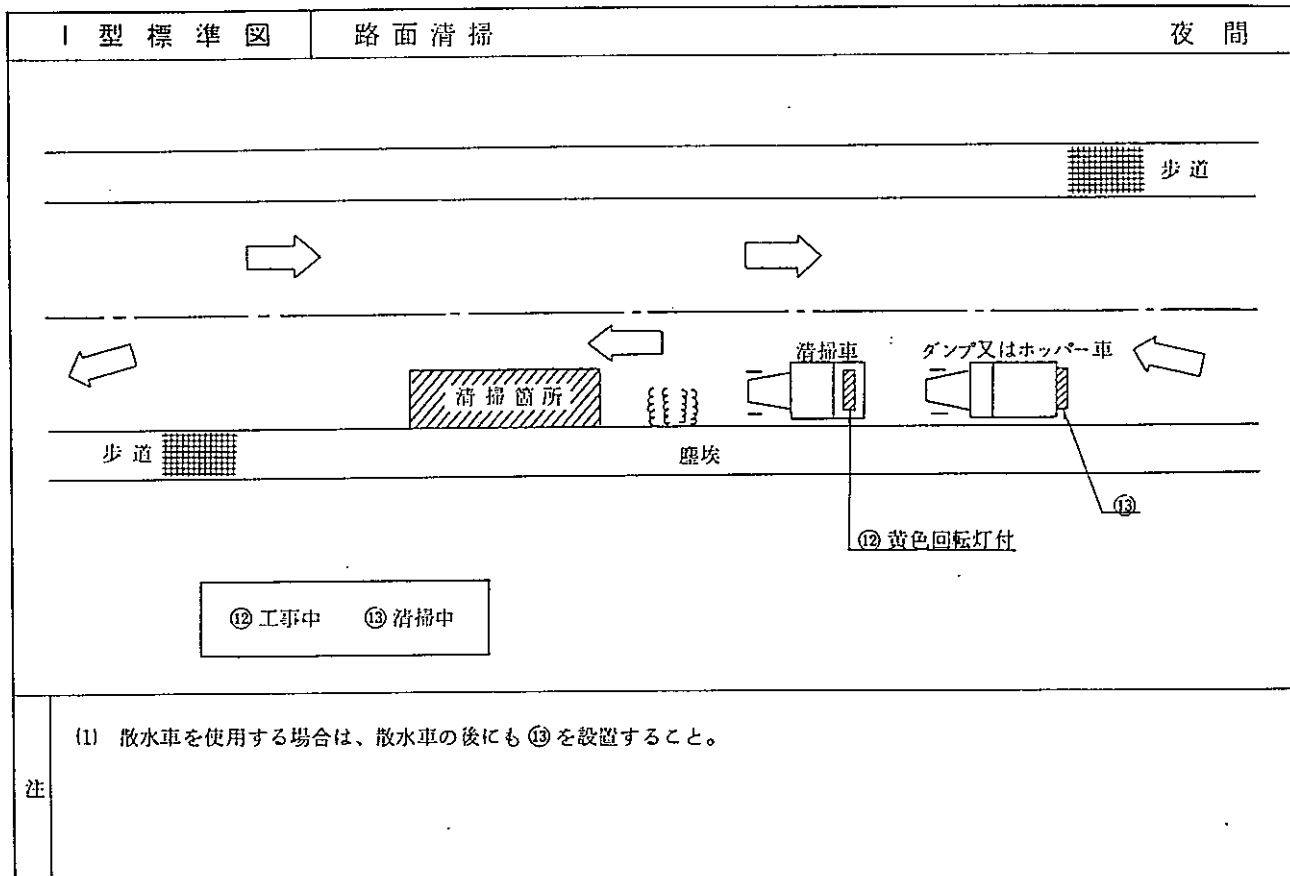 I 型 標 準 図 路 面 清 掃 夜 間
歩 道
清掃車 ダンプ又はホッパー車
清 掃 箇 所
歩 道
塵埃
⑬
⑫ 黄色回転灯付
⑫ 工事中 ⑬ 清掃中
注
(1) 散水車を使用する場合は、散水車の後にも ⑬ を設置すること。